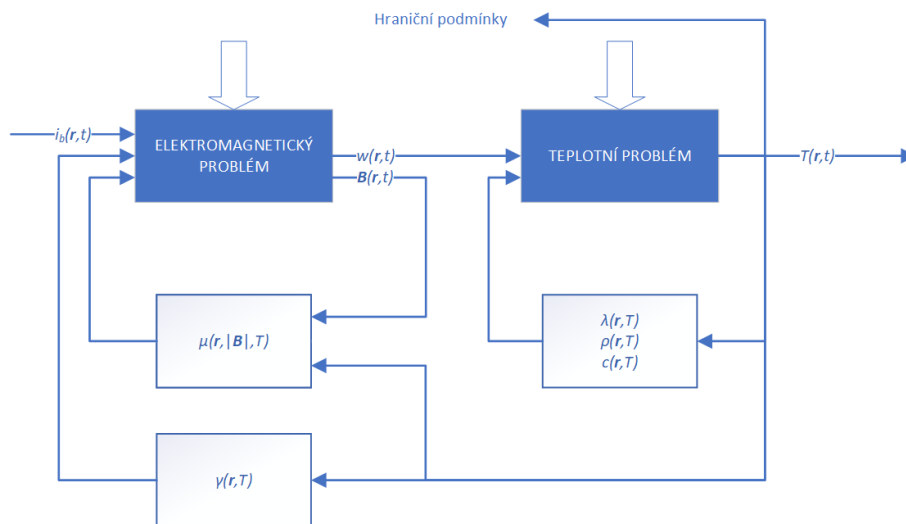 Hraniční podmínky
i_b(r,t)
ELEKTROMAGNETICKÝ
PROBLÉM
w(r,t)
B(r,t)
TEPLOTNÍ PROBLÉM
T(r,t)
μ(r,|B|,T)
λ(r,T)
ρ(r,T)
c(r,T)
γ(r,T)